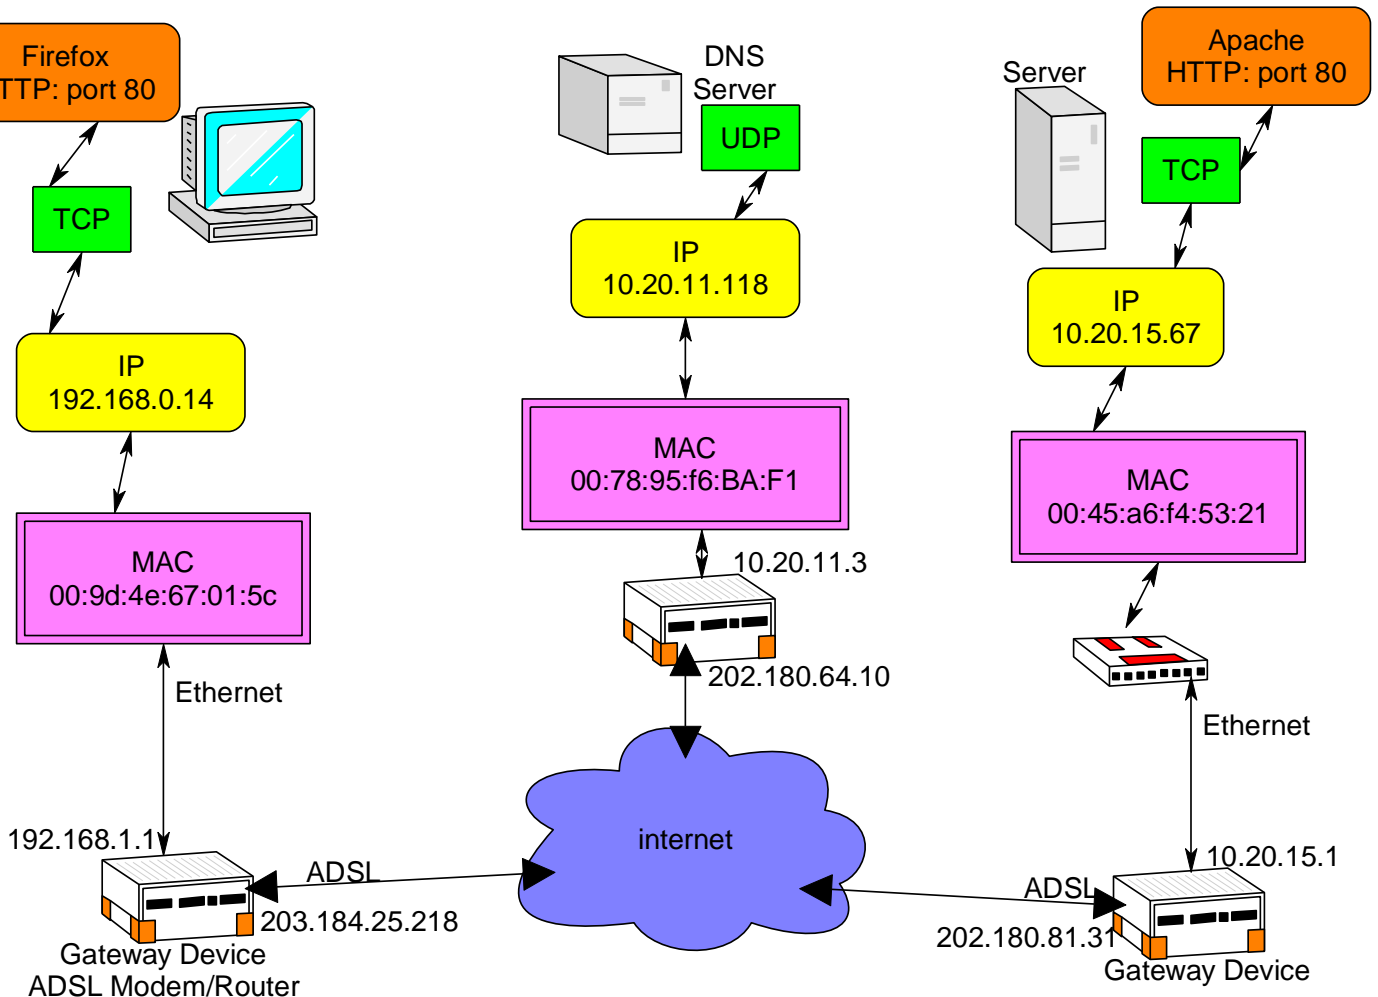 Firefox
TTP: port 80
TCP
IP
192.168.0.14
MAC
00:9d:4e:67:01:5c
Ethernet
192.168.1.1
ADSL
203.184.25.218
Gateway Device
ADSL Modem/Router
DNS
Server
UDP
IP
10.20.11.118
MAC
00:78:95:f6:BA:F1
10.20.11.3
202.180.64.10
internet
Server
Apache
HTTP: port 80
TCP
IP
10.20.15.67
MAC
00:45:a6:f4:53:21
Ethernet
10.20.15.1
ADSL
202.180.81.31
Gateway Device